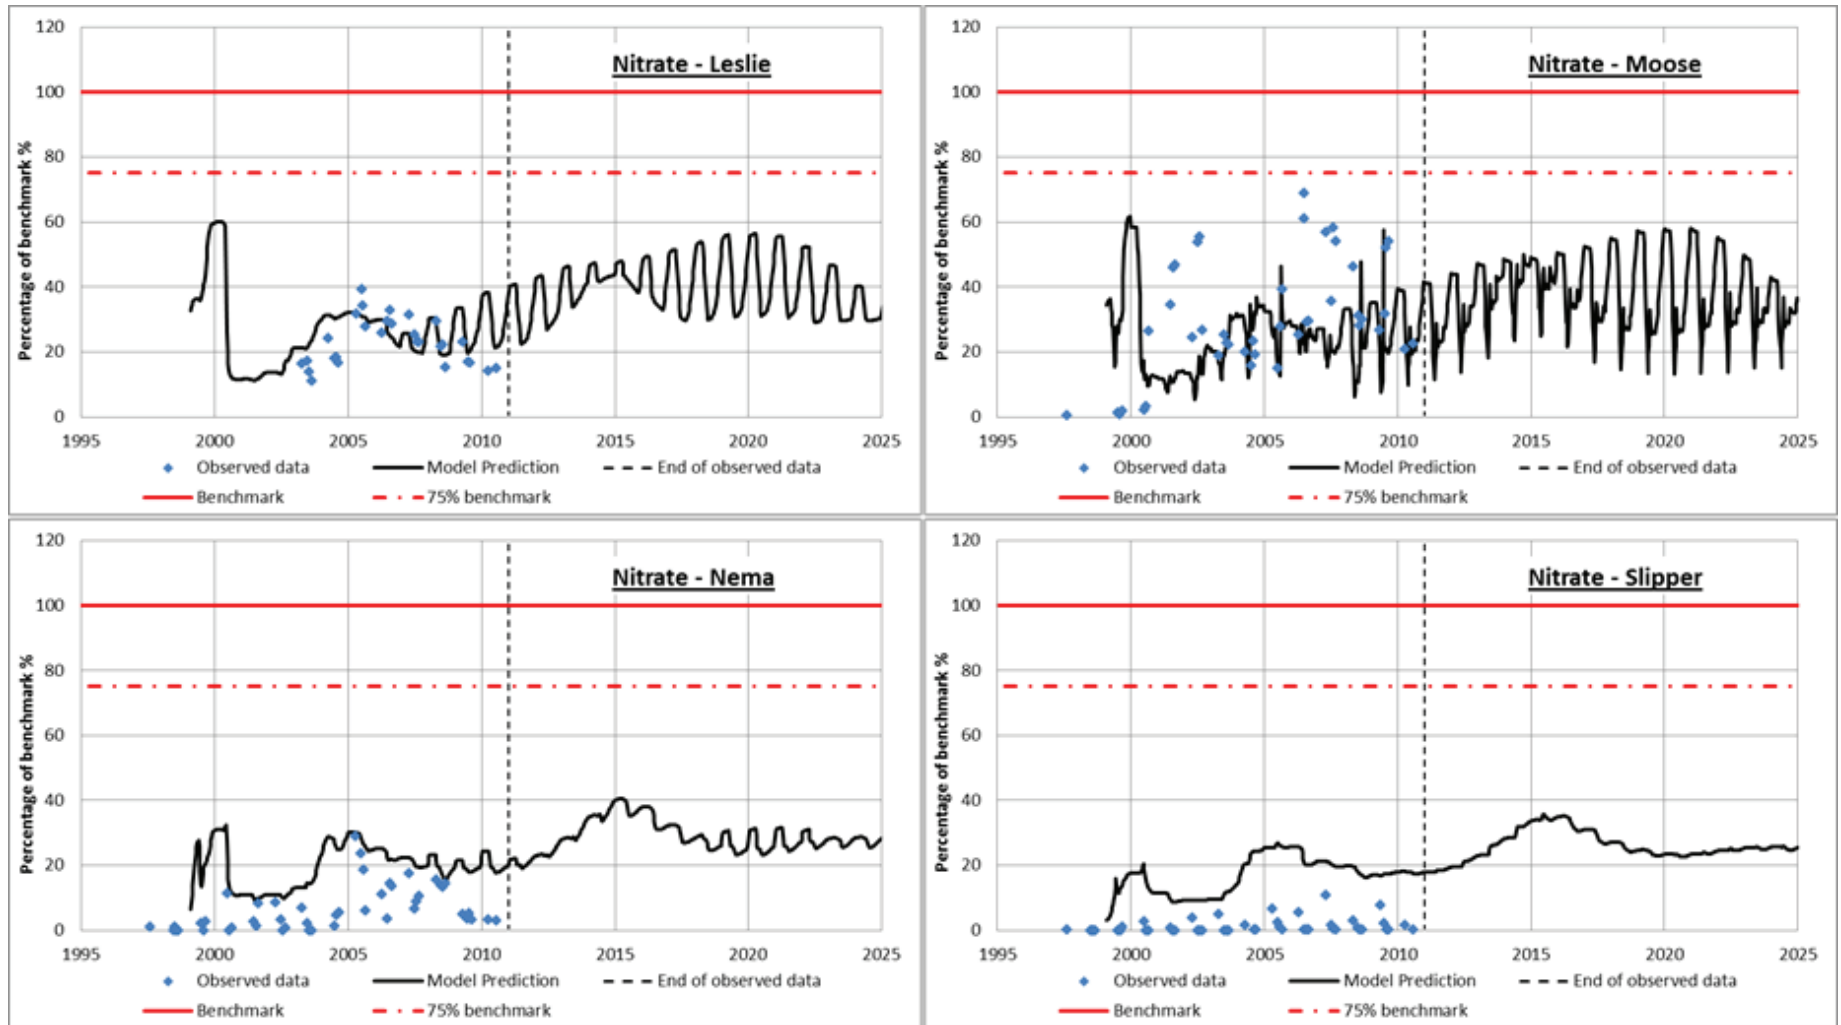 Nitrate - Leslie
Percentage of benchmark %
120
100
80
60
40
20
0
1995 2000 2005 2010 2015 2020 2025
Observed data Model Prediction End of observed data
Benchmark 75% benchmark
Nitrate - Moose
Percentage of benchmark %
120
100
80
60
40
20
0
1995 2000 2005 2010 2015 2020 2025
Observed data Model Prediction End of observed data
Benchmark 75% benchmark
Nitrate - Nema
Percentage of benchmark %
120
100
80
60
40
20
0
1995 2000 2005 2010 2015 2020 2025
Observed data Model Prediction End of observed data
Benchmark 75% benchmark
Nitrate - Slipper
Percentage of benchmark %
120
100
80
60
40
20
0
1995 2000 2005 2010 2015 2020 2025
Observed data Model Prediction End of observed data
Benchmark 75% benchmark